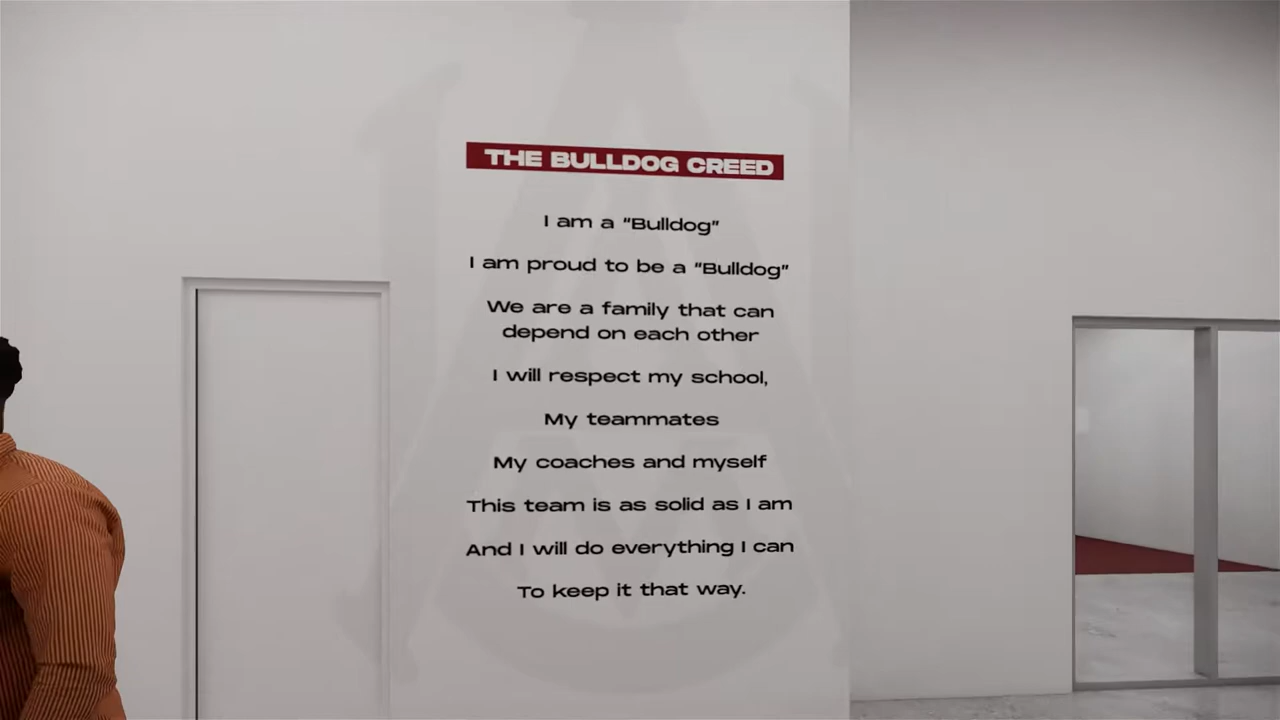 THE BULLDOG CREED
I am a “Bulldog”
I am proud to be a “Bulldog”
We are a family that can
depend on each other
I will respect my school,
My teammates
My coaches and myself
This team is as solid as I am
And I will do everything I can
To keep it that way.